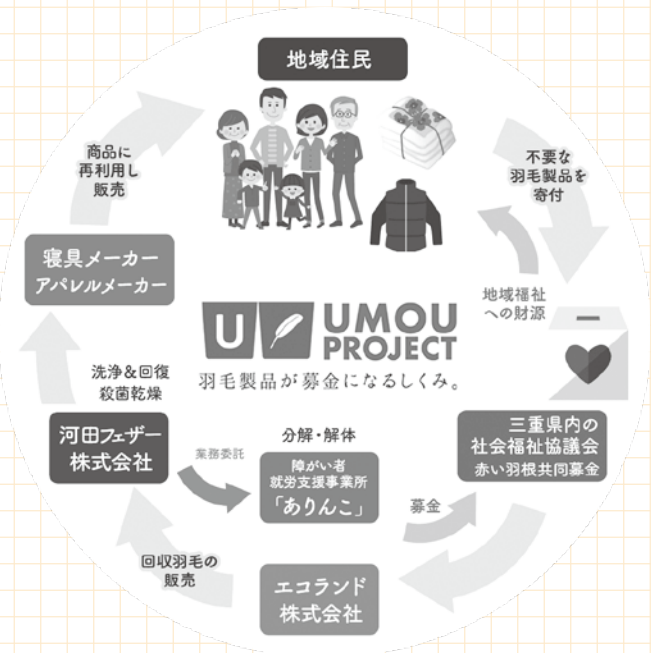 地域住民
商品に
再利用し
販売
不要な
羽毛製品を
寄付
寝具メーカー
アパレルメーカー
地域福祉
への財源
U
UMOU
PROJECT
羽毛製品が募金になるしくみ。
洗浄&回復
殺菌乾燥
河田フェザー
株式会社
業務委託
分解・解体
障がい者
就労支援事業所
「ありんこ」
三重県内の
社会福祉協議会
赤い羽根共同募金
募金
回収羽毛の
販売
エコランド
株式会社